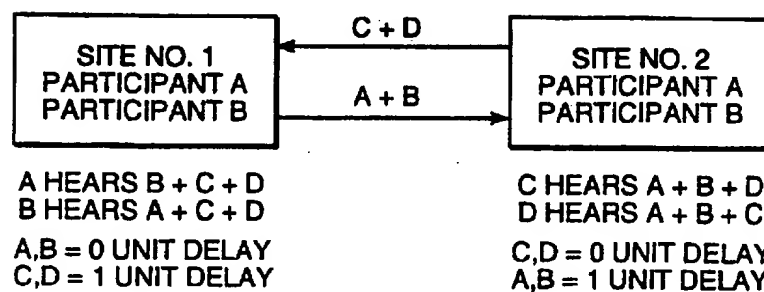 C + D
SITE NO. 1
PARTICIPANT A
PARTICIPANT B
A + B
SITE NO. 2
PARTICIPANT A
PARTICIPANT B
A HEARS B + C + D
B HEARS A + C + D
A,B = 0 UNIT DELAY
C,D = 1 UNIT DELAY
C HEARS A + B + D
D HEARS A + B + C
C,D = 0 UNIT DELAY
A,B = 1 UNIT DELAY